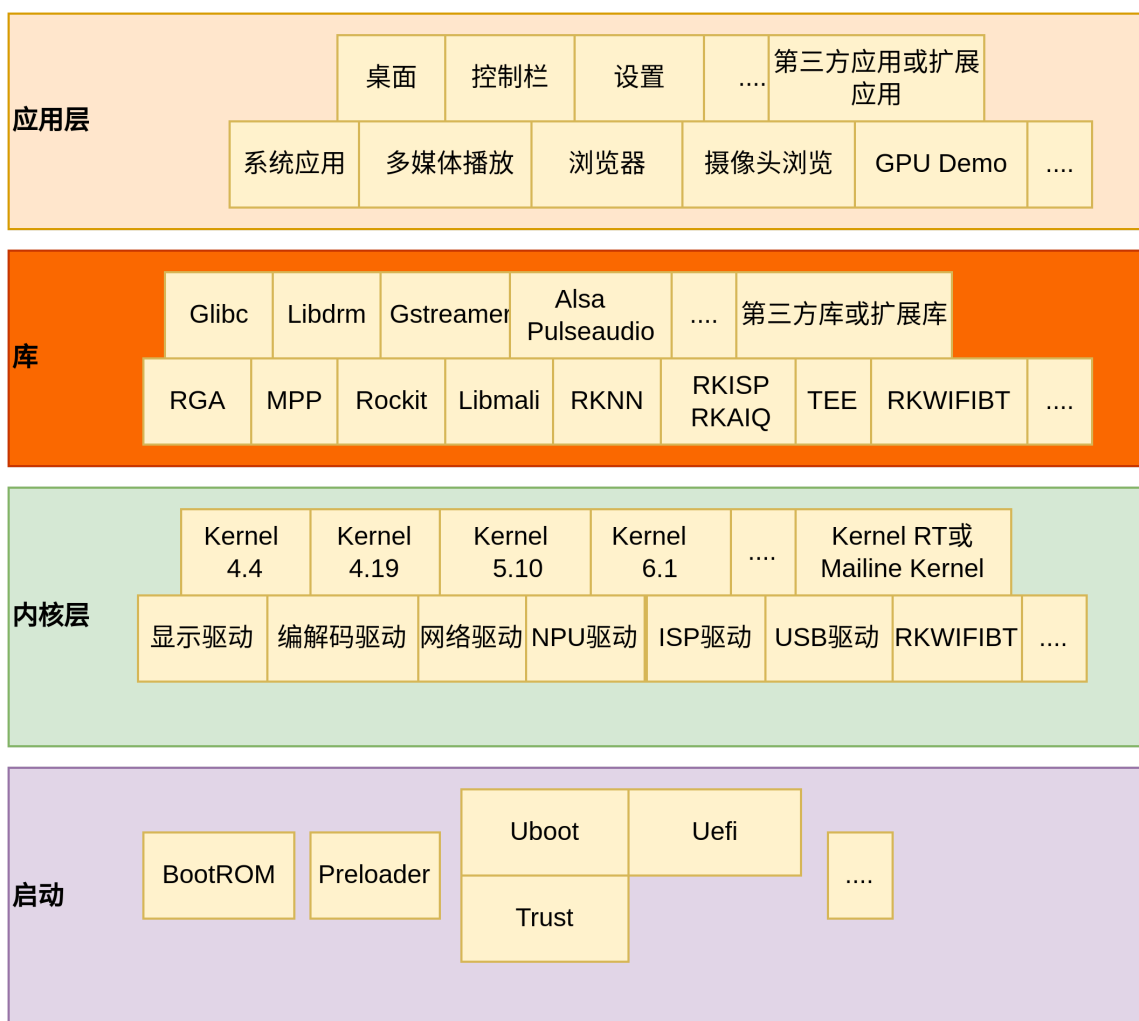 桌面
控制栏
设置
....
第三方应用或扩展
应用
应用层
系统应用
多媒体播放
浏览器
摄像头浏览
GPU Demo
....
Glibc
Libdrm
Gstreamer
Alsa
Pulseaudio
....
第三方库或扩展库
库
RGA
MPP
Rockit
Libmali
RKNN
RKISP
RKAIQ
TEE
RKWIFIBT
....
Kernel
4.4
Kernel
4.19
Kernel
5.10
Kernel
6.1
....
Kernel RT或
Mailine Kernel
内核层
显示驱动
编解码驱动
网络驱动
NPU驱动
ISP驱动
USB驱动
RKWIFIBT
....
Uboot
Uefi
启动
BootROM
Preloader
Trust
....